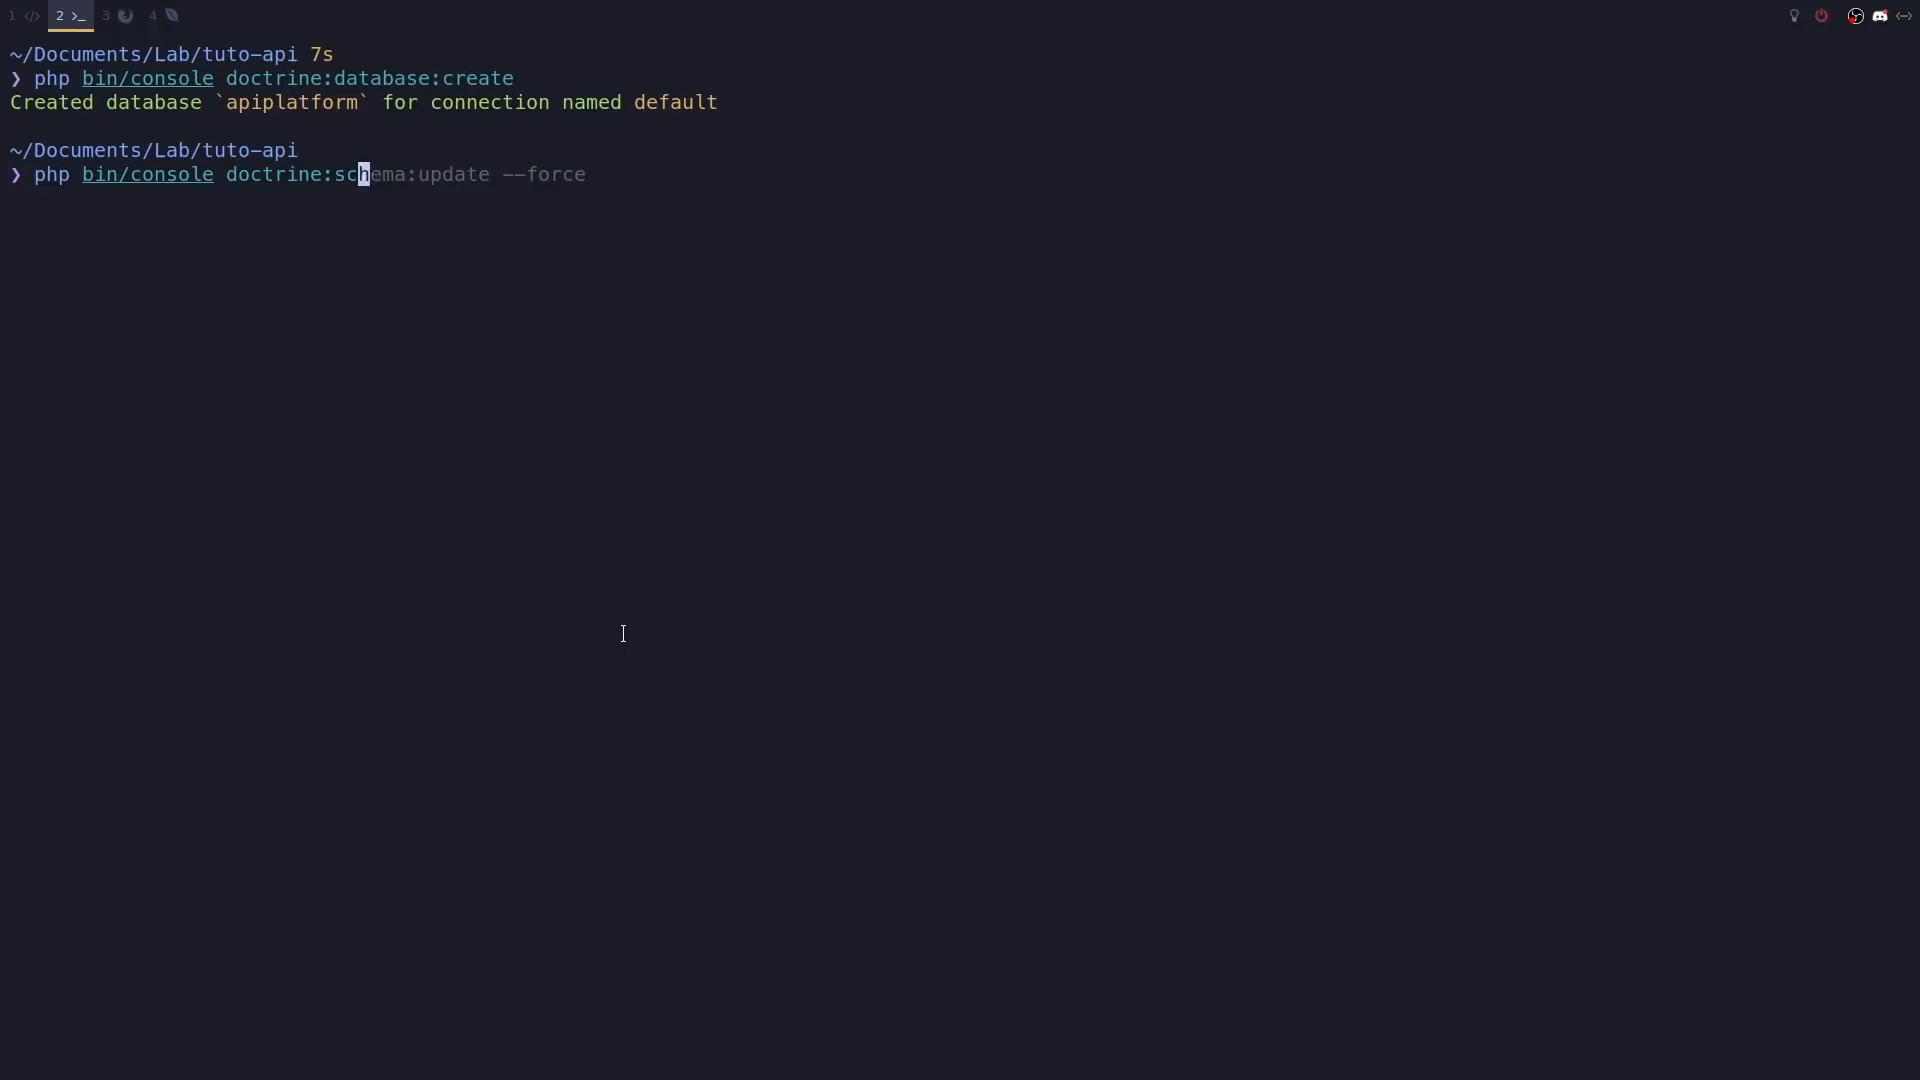 1 2 3 4
~/Documents/Lab/tuto-api 7s
❯ php bin/console doctrine:database:create
Created database `apiplatform` for connection named default
~/Documents/Lab/tuto-api
❯ php bin/console doctrine:schema:update --force